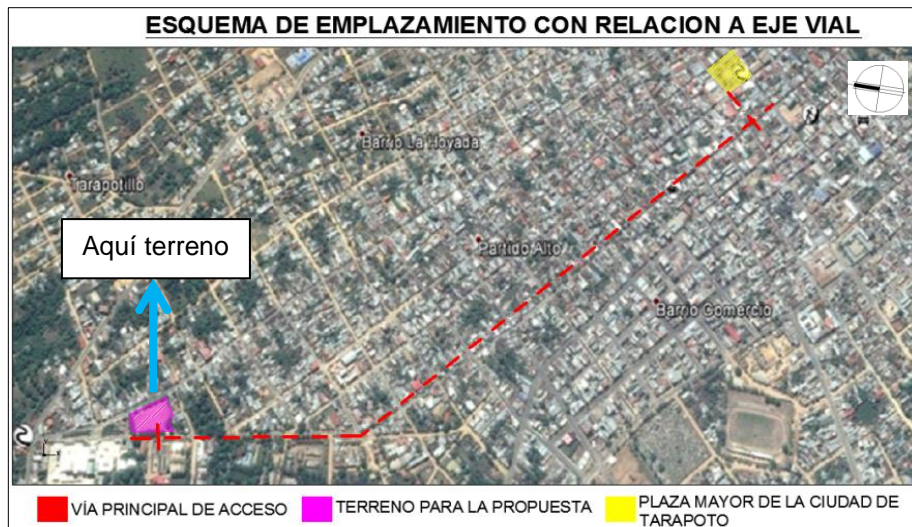 ESQUEMA DE EMPLAZAMIENTO CON RELACION A EJE VIAL
Barrio La Hoyada
Tarapotillo
Aquí terreno
Partido Alto
Barrio Comercio
VÍA PRINCIPAL DE ACCESO
TERRENO PARA LA PROPUESTA
PLAZA MAYOR DE LA CIUDAD DE
TARAPOTO